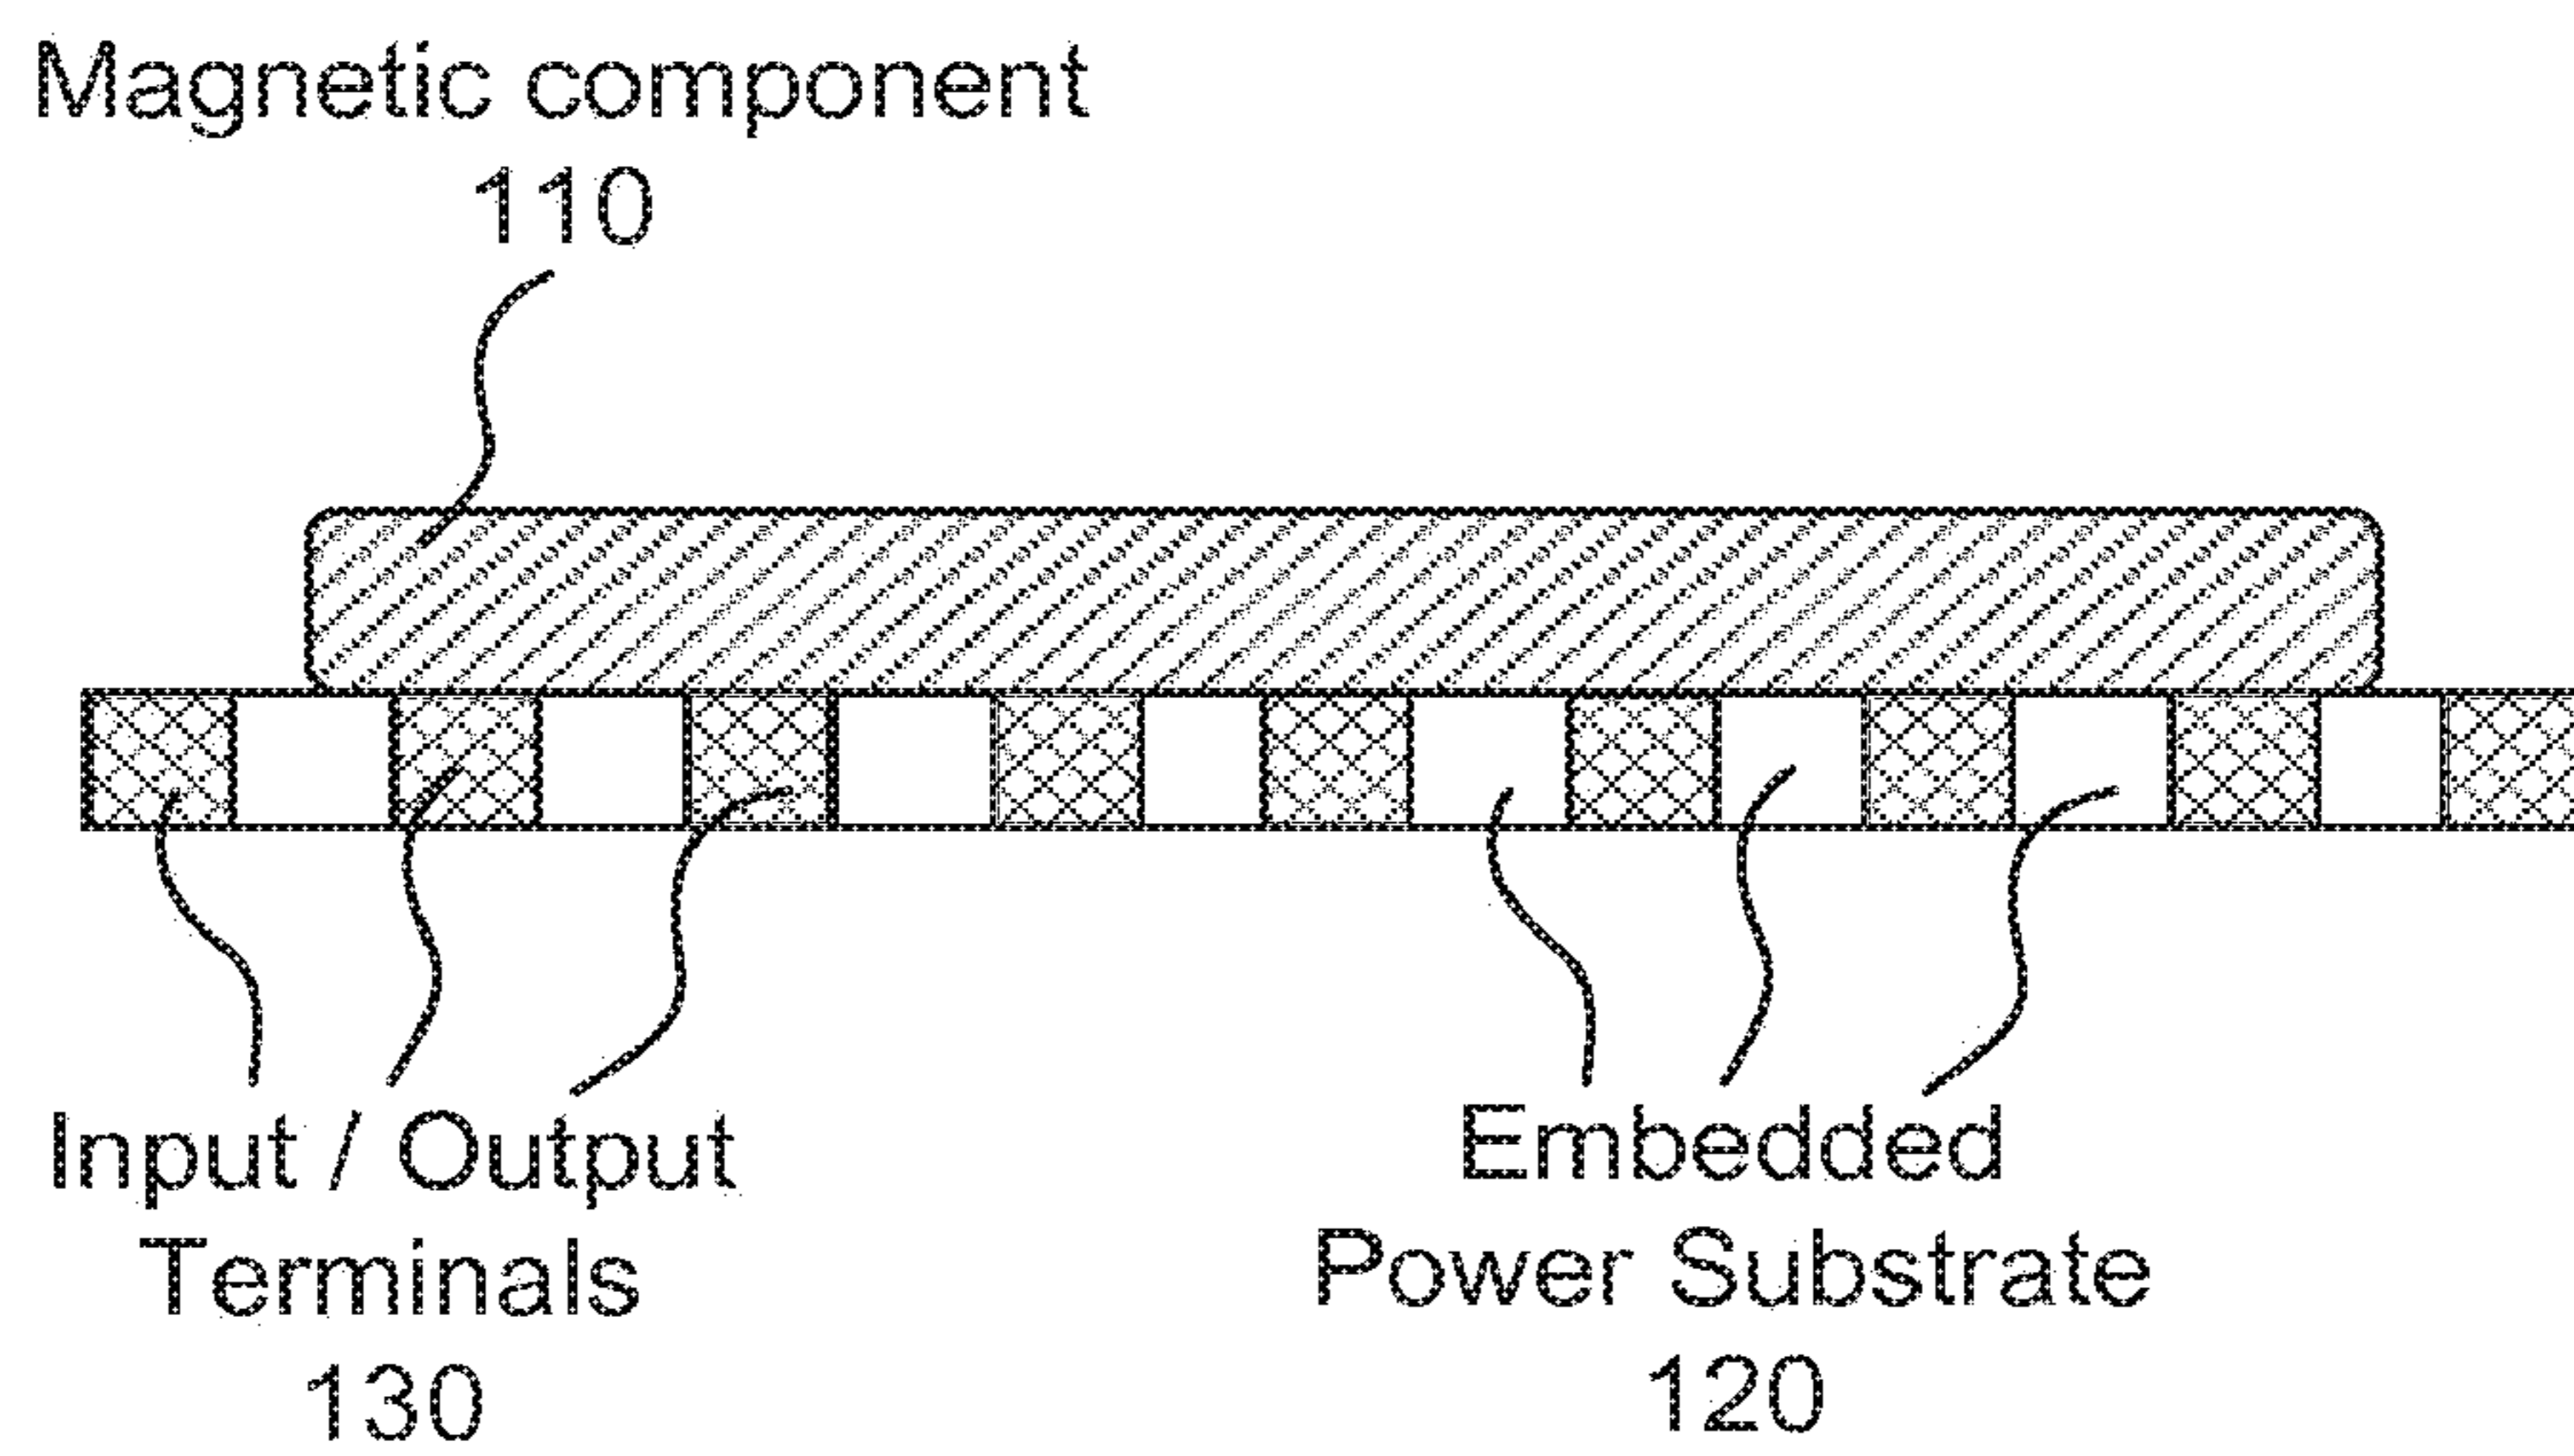 Magnetic component
110
Input / Output
Terminals
130
Embedded
Power Substrate
120